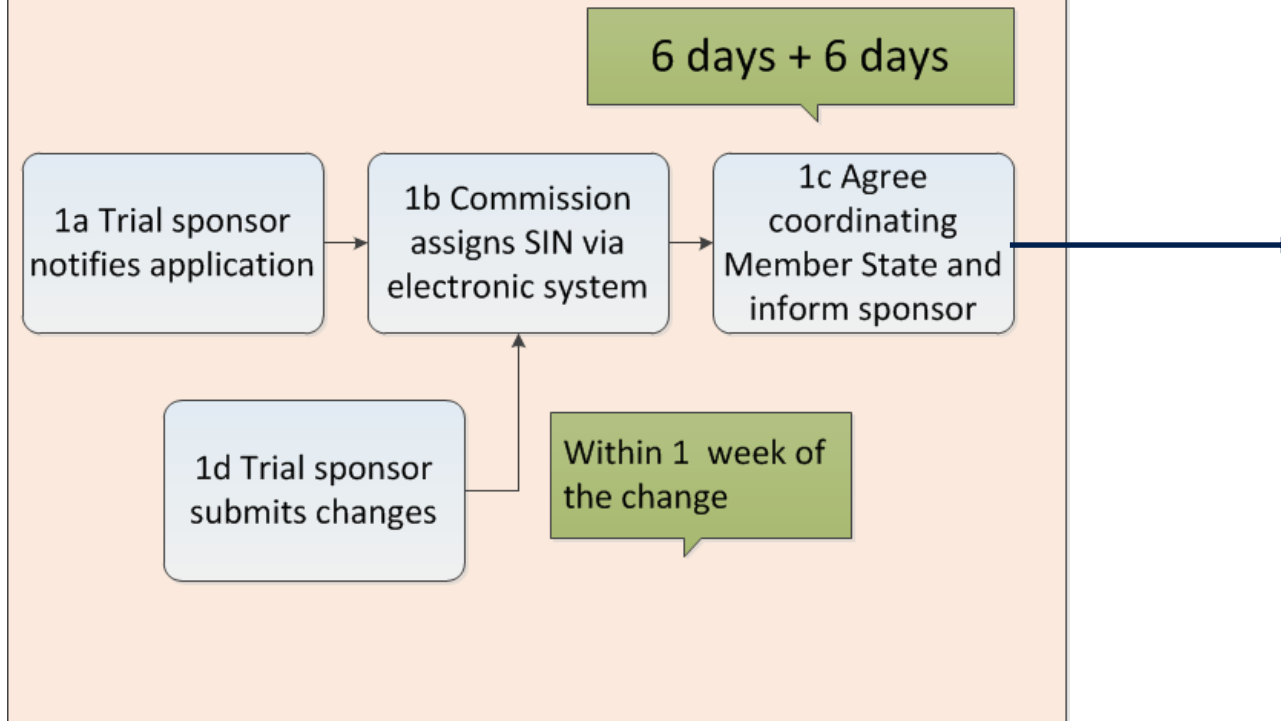 6 days + 6 days
1a Trial sponsor
notifies application
1b Commission
assigns SIN via
electronic system
1c Agree
coordinating
Member State and
inform sponsor
1d Trial sponsor
submits changes
Within 1  week of
the change